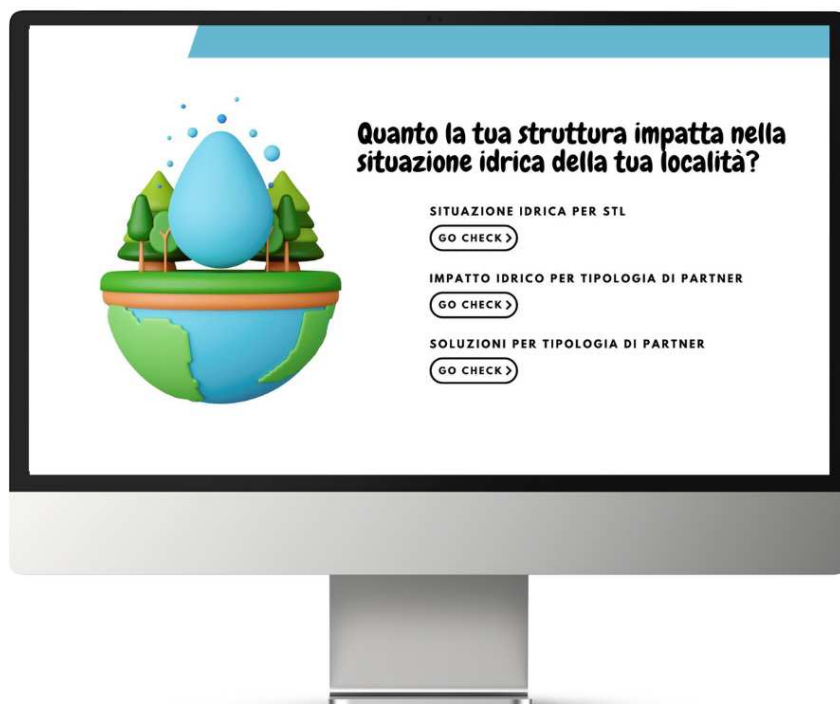 Quanto la tua struttura impatta nella
situazione idrica della tua località?
SITUAZIONE IDRICA PER STL
GO CHECK >
IMPATTO IDRICO PER TIPOLOGIA DI PARTNER
GO CHECK >
SOLUZIONI PER TIPOLOGIA DI PARTNER
GO CHECK >